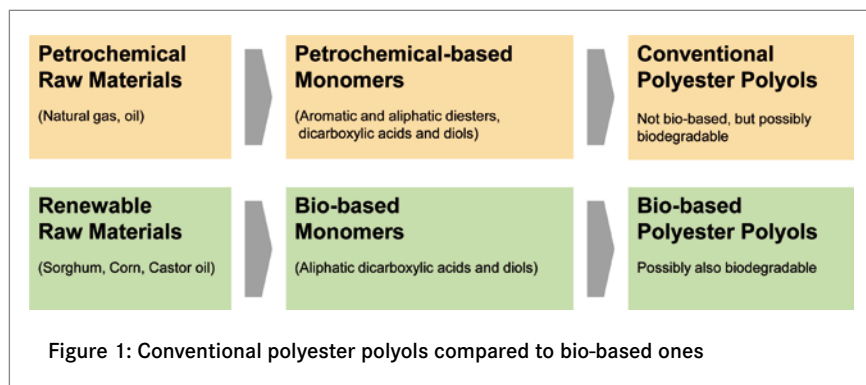 Petrochemical
Raw Materials
(Natural gas, oil)
Petrochemical-based
Monomers
(Aromatic and aliphatic diesters,
dicarboxylic acids and diols)
Conventional
Polyester Polyols
Not bio-based, but possibly
biodegradable
Renewable
Raw Materials
(Sorghum, Corn, Castor oil)
Bio-based
Monomers
(Aliphatic dicarboxylic acids and diols)
Bio-based
Polyester Polyols
Possibly also biodegradable
Figure 1: Conventional polyester polyols compared to bio-based ones